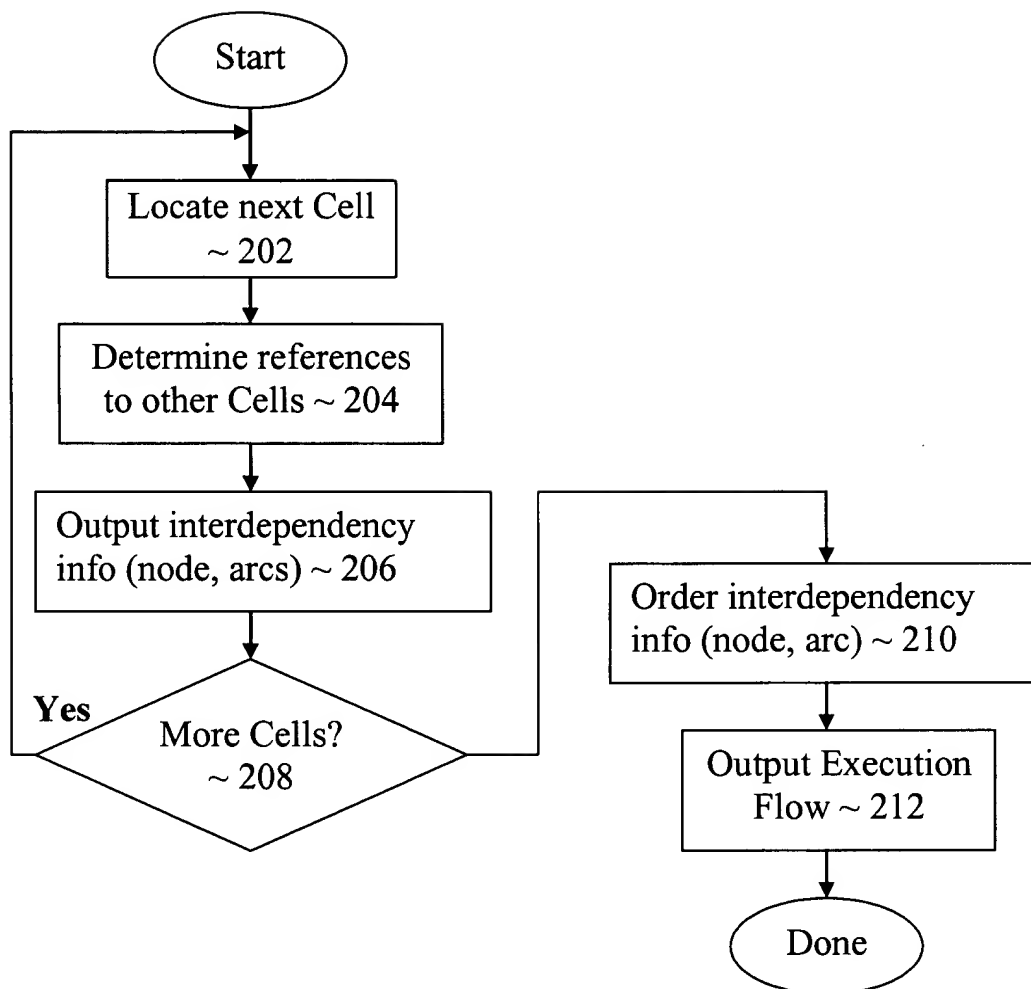 Start
Locate next Cell
~ 202
Determine references
to other Cells ~ 204
Output interdependency
info (node, arcs) ~ 206
Yes
More Cells?
~ 208
Order interdependency
info (node, arc) ~ 210
Output Execution
Flow ~ 212
Done